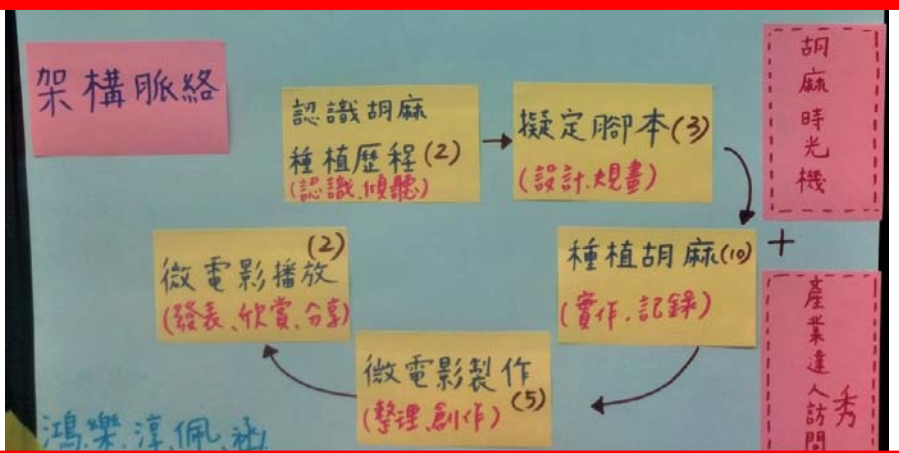 架構脈絡
認識胡麻
種植歷程(2)
(認識、傾聽)
擬定腳本(3)
(設計、規畫)
胡麻時光機
種植胡麻(10)
(實作、記錄)
+
產業達人訪問秀
微電影製作
(5)
(整理、創作)
(2)
微電影播放
(發表、欣賞、分享)
鴻、樂、淳、佩、